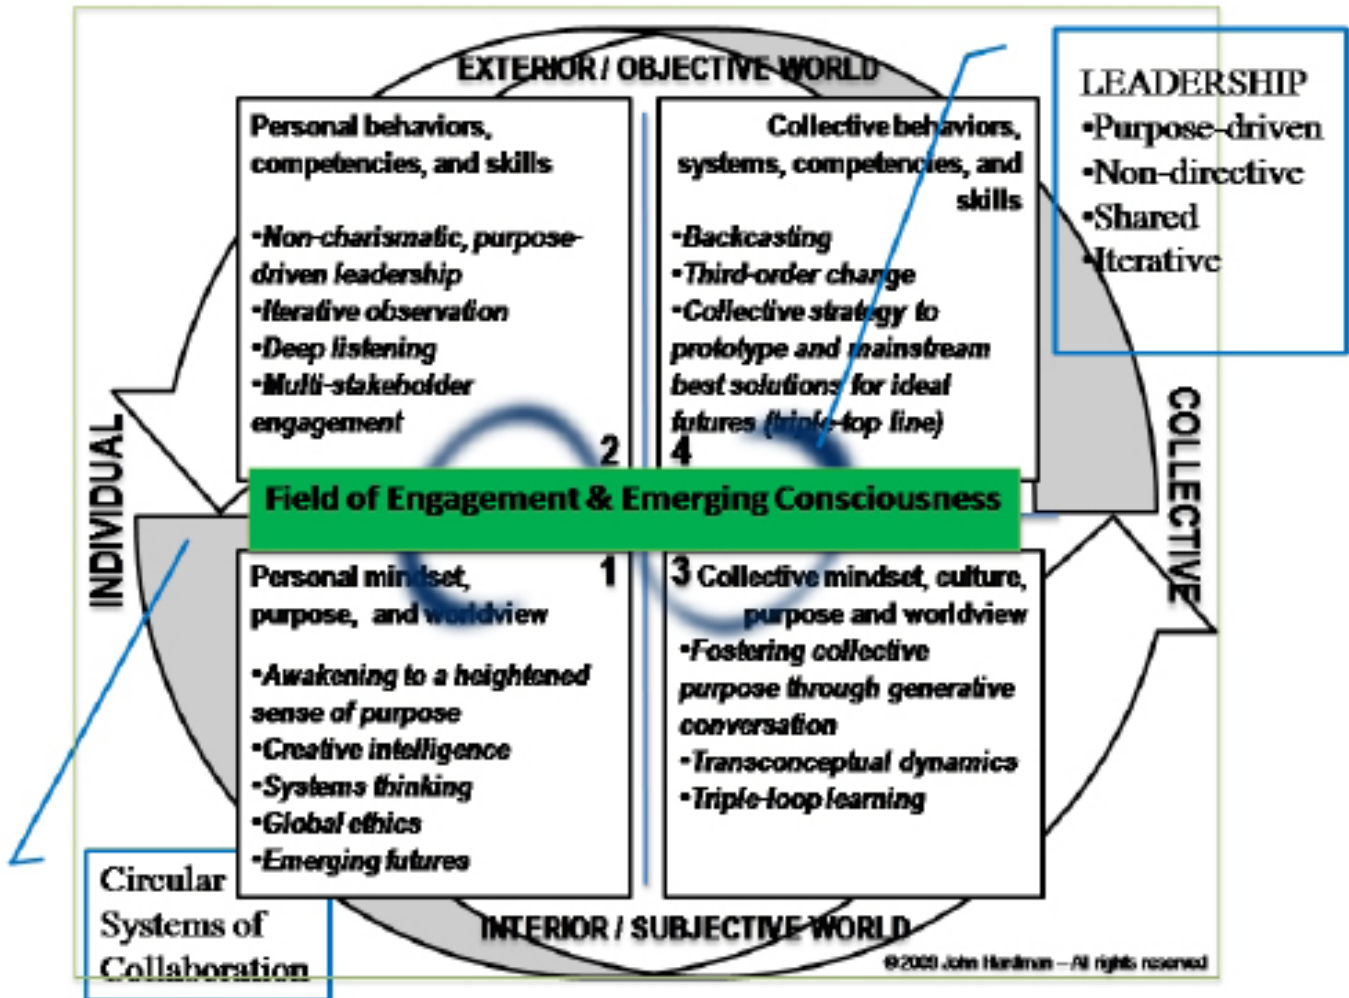 EXTERIOR / OBJECTIVE WORLD
LEADERSHIP
•Purpose-driven
•Non-directive
•Shared
•Iterative
Personal behaviors,
competencies, and skills
•Non-charismatic, purpose-
driven leadership
•Iterative observation
•Deep listening
•Multi-stakeholder
engagement
2
Collective behaviors,
systems, competencies, and
skills
•Backcasting
•Third-order change
•Collective strategy to
prototype and mainstream
best solutions for ideal
futures (triple-top line)
4
INDIVIDUAL
COLLECTIVE
Field of Engagement & Emerging Consciousness
1
Personal mindset,
purpose, and worldview
•Awakening to a heightened
sense of purpose
•Creative intelligence
•Systems thinking
•Global ethics
•Emerging futures
3 Collective mindset, culture,
purpose and worldview
•Fostering collective
purpose through generative
conversation
•Transconceptual dynamics
•Triple-loop learning
Circular
Systems of
Collaboration
INTERIOR / SUBJECTIVE WORLD
©2009 John Hardman – All rights reserved